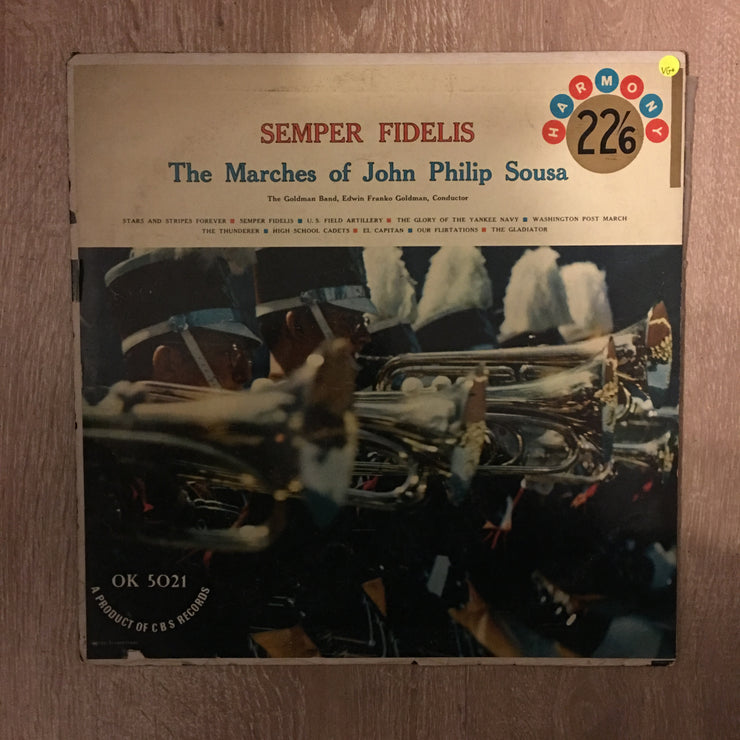 VG+
HARMONY
22'6
SEMPER FIDELIS
The Marches of John Philip Sousa
The Goldman Band, Edwin Franko Goldman, Conductor
STARS AND STRIPES FOREVER ■ SEMPER FIDELIS ■ U. S. FIELD ARTILLERY ■ THE GLORY OF THE YANKEE NAVY ■ WASHINGTON POST MARCH
THE THUNDERER ■ HIGH SCHOOL CADETS ■ EL CAPITAN ■ OUR FLIRTATIONS ■ THE GLADIATOR
OK 5021
A PRODUCT OF CBS RECORDS